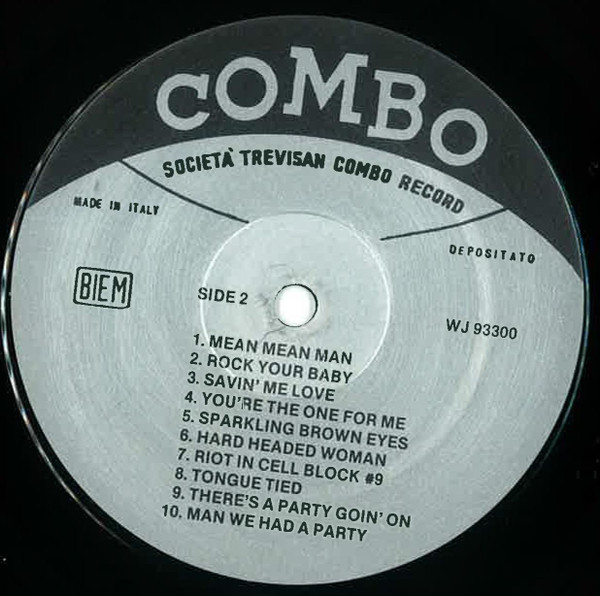 COMBO
SOCIETÀ TREVISAN COMBO RECORD
MADE IN ITALY
DEPOSITATO
BIEM
SIDE 2
WJ 93300
1. MEAN MEAN MAN
2. ROCK YOUR BABY
3. SAVIN' ME LOVE
4. YOU'RE THE ONE FOR ME
5. SPARKLING BROWN EYES
6. HARD HEADED WOMAN
7. RIOT IN CELL BLOCK #9
8. TONGUE TIED
9. THERE'S A PARTY GOIN' ON
10. MAN WE HAD A PARTY